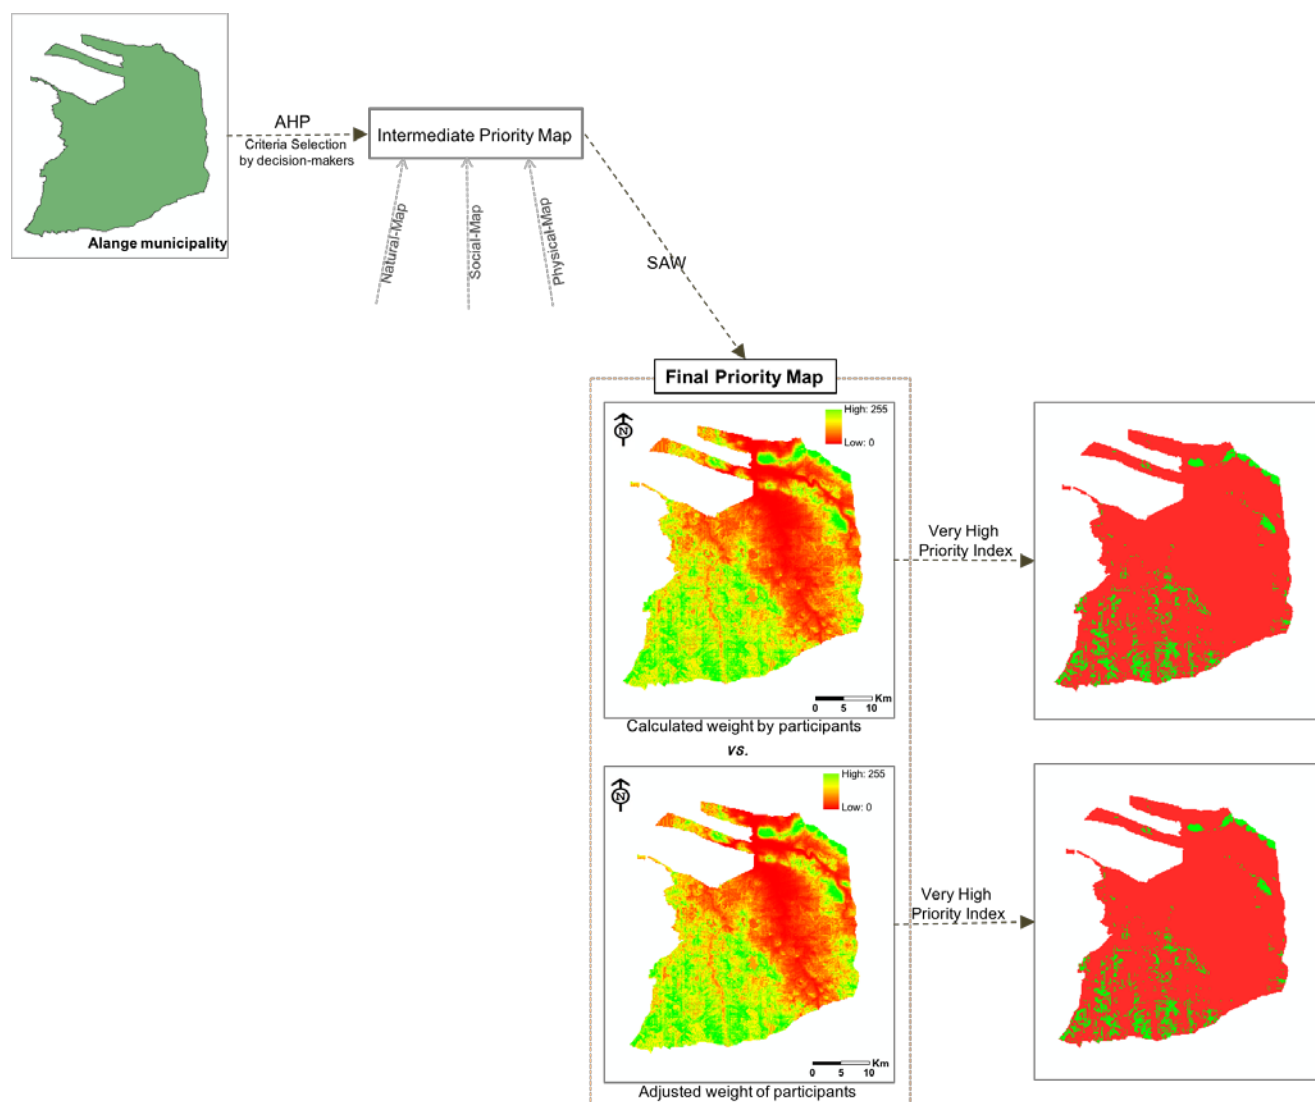 Alange municipality
AHP
Criteria Selection
by decision-makers
Intermediate Priority Map
Natural-Map
Social-Map
Physical-Map
SAW
Final Priority Map
N
High: 255
Low: 0
Km
0 5 10
Calculated weight by participants
vs.
N
High: 255
Low: 0
Km
0 5 10
Adjusted weight of participants
Very High
Priority Index
Very High
Priority Index